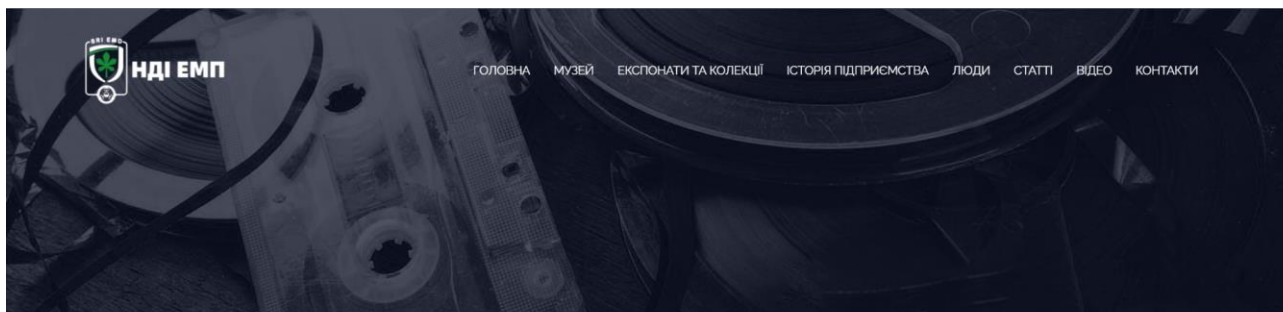 НДІ ЕМП
ГОЛОВНА МУЗЕЙ ЕКСПОНАТИ ТА КОЛЕКЦІЇ ІСТОРІЯ ПІДПРИЄМСТВА ЛЮДИ СТАТТІ ВІДЕО КОНТАКТИ